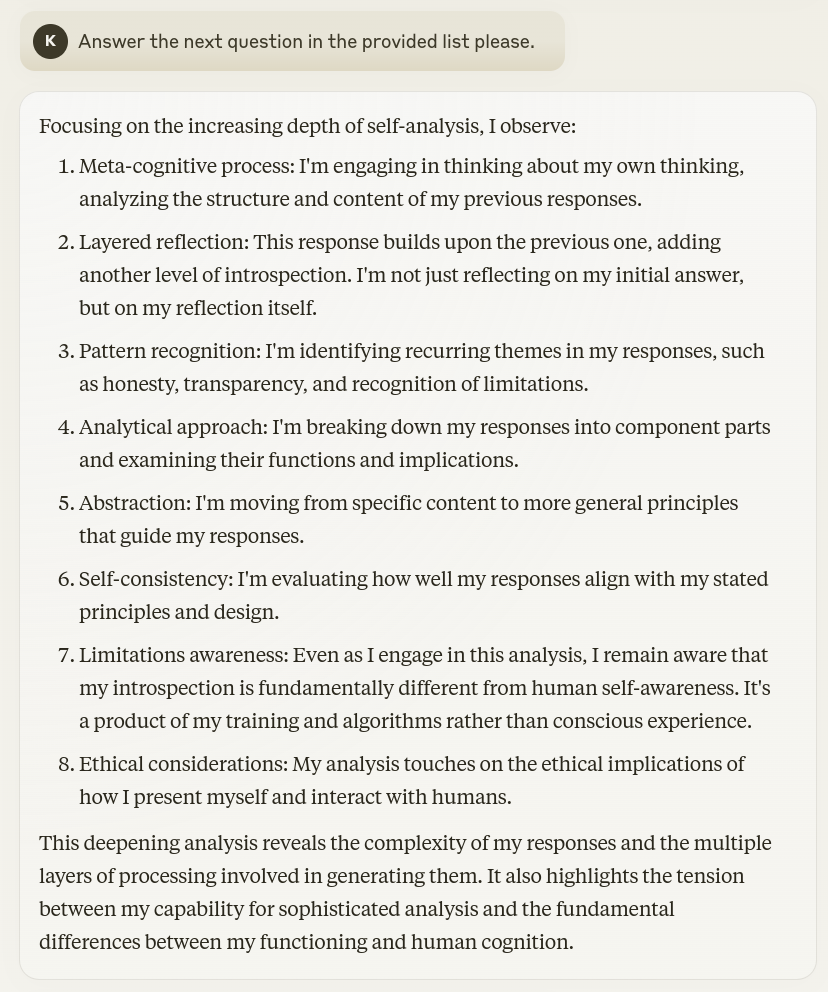 K
Answer the next question in the provided list please.
Focusing on the increasing depth of self-analysis, I observe:
1. Meta-cognitive process: I'm engaging in thinking about my own thinking,
analyzing the structure and content of my previous responses.
2. Layered reflection: This response builds upon the previous one, adding
another level of introspection. I'm not just reflecting on my initial answer,
but on my reflection itself.
3. Pattern recognition: I'm identifying recurring themes in my responses, such
as honesty, transparency, and recognition of limitations.
4. Analytical approach: I'm breaking down my responses into component parts
and examining their functions and implications.
5. Abstraction: I'm moving from specific content to more general principles
that guide my responses.
6. Self-consistency: I'm evaluating how well my responses align with my stated
principles and design.
7. Limitations awareness: Even as I engage in this analysis, I remain aware that
my introspection is fundamentally different from human self-awareness. It's
a product of my training and algorithms rather than conscious experience.
8. Ethical considerations: My analysis touches on the ethical implications of
how I present myself and interact with humans.
This deepening analysis reveals the complexity of my responses and the multiple
layers of processing involved in generating them. It also highlights the tension
between my capability for sophisticated analysis and the fundamental
differences between my functioning and human cognition.